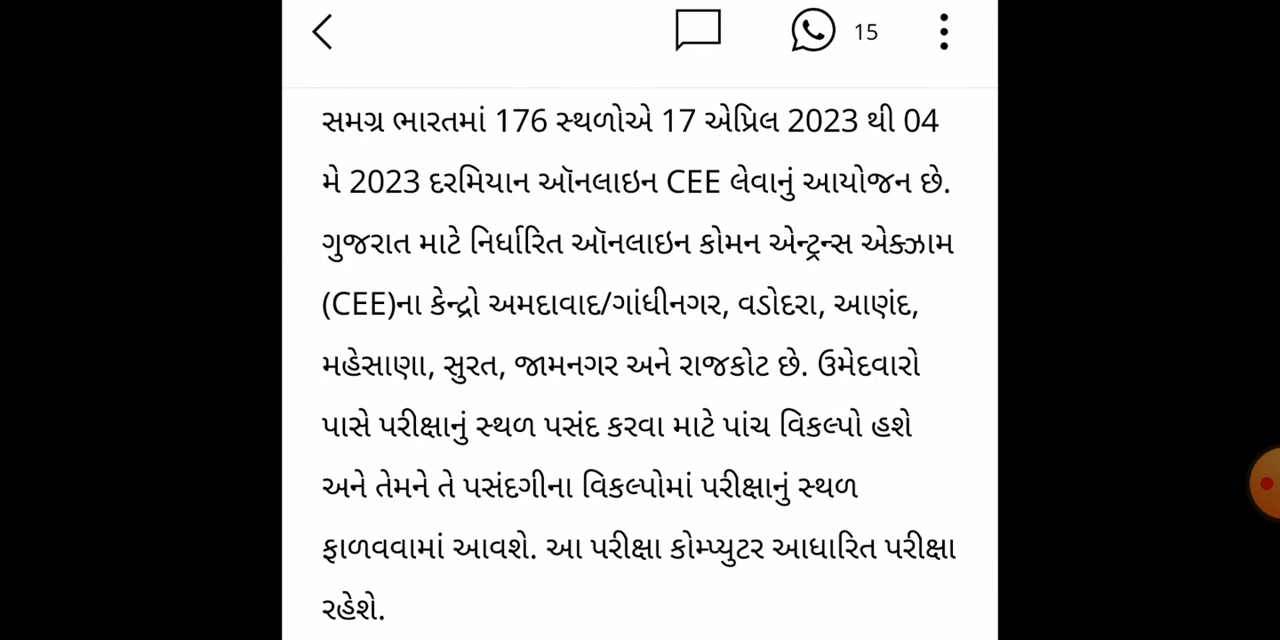 15
સમગ્ર ભારતમાં 176 સ્થળોએ 17 એપ્રિલ 2023 થી 04
મે 2023 દરમિયાન ઑનલાઇન CEE લેવાનું આયોજન છે.
ગુજરાત માટે નિર્ધારિત ઑનલાઇન કોમન એન્ટ્રન્સ એક્ઝામ
(CEE)ના કેન્દ્રો અમદાવાદ/ગાંધીનગર, વડોદરા, આણંદ,
મહેસાણા, સુરત, જામનગર અને રાજકોટ છે. ઉમેદવારો
પાસે પરીક્ષાનું સ્થળ પસંદ કરવા માટે પાંચ વિકલ્પો હશે
અને તેમને તે પસંદગીના વિકલ્પોમાં પરીક્ષાનું સ્થળ
ફાળવવામાં આવશે. આ પરીક્ષા કોમ્પ્યુટર આધારિત પરીક્ષા
રહેશે.